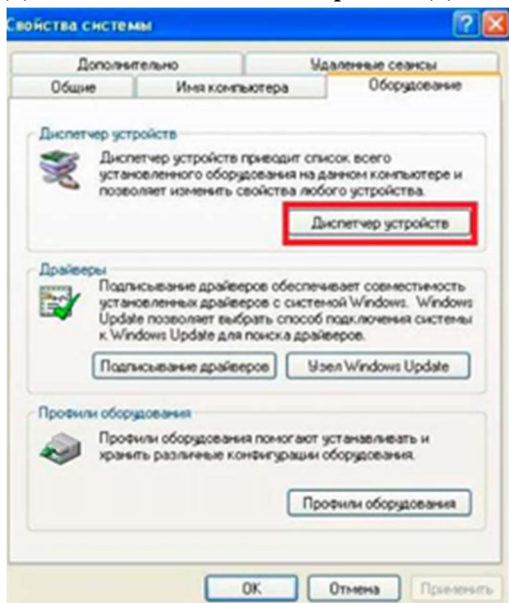 Свойства системы
Дополнительно
Удаленные сеансы
Общие
Имя компьютера
Оборудование
Диспетчер устройств
Диспетчер устройств приводит список всего
установленного оборудования на данном компьютере и
позволяет изменить свойства любого устройства.
Диспетчер устройств
Драйверы
Подписывание драйверов обеспечивает совместимость
установленных драйверов с системой Windows. Windows
Update позволяет выбрать способ подключения системы
к Windows Update для поиска драйверов.
Подписывание драйверов
Узел Windows Update
Профили оборудования
Профили оборудования помогают устанавливать и
хранить различные конфигурации оборудования.
Профили оборудования
OK
Отмена
Применить